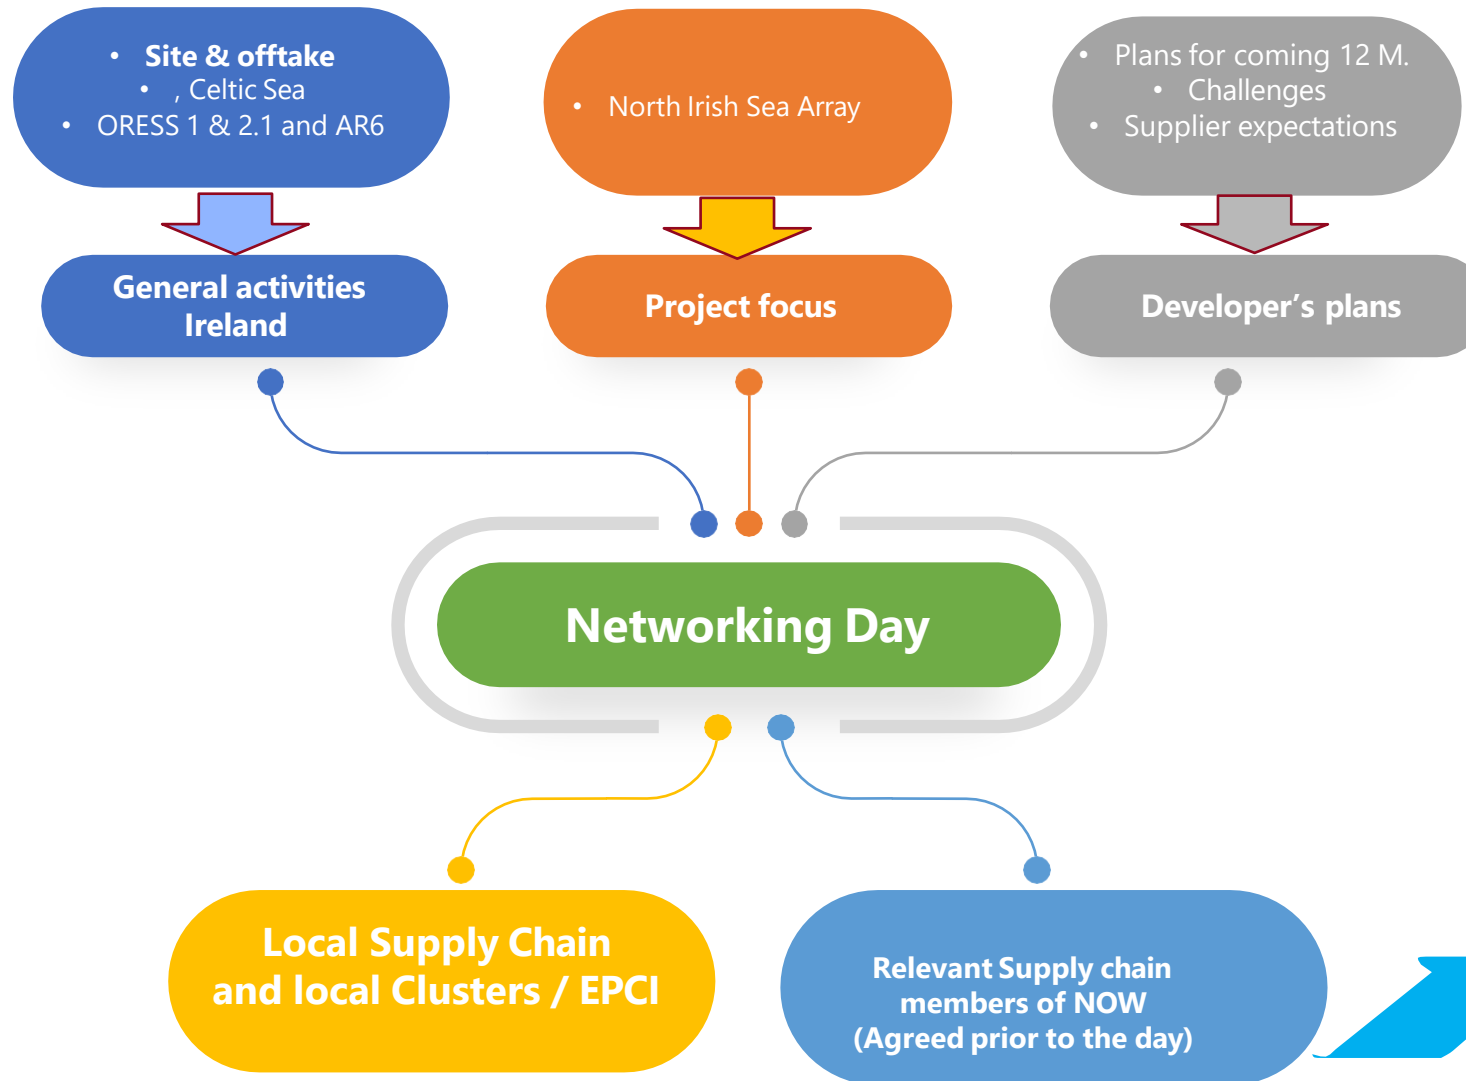 • Site & offtake
• , Celtic Sea
• ORESS 1 & 2.1 and AR6
• North Irish Sea Array
• Plans for coming 12 M.
• Challenges
• Supplier expectations
General activities
Ireland
Project focus
Developer’s plans
Networking Day
Local Supply Chain
and local Clusters / EPCI
Relevant Supply chain
members of NOW
(Agreed prior to the day)